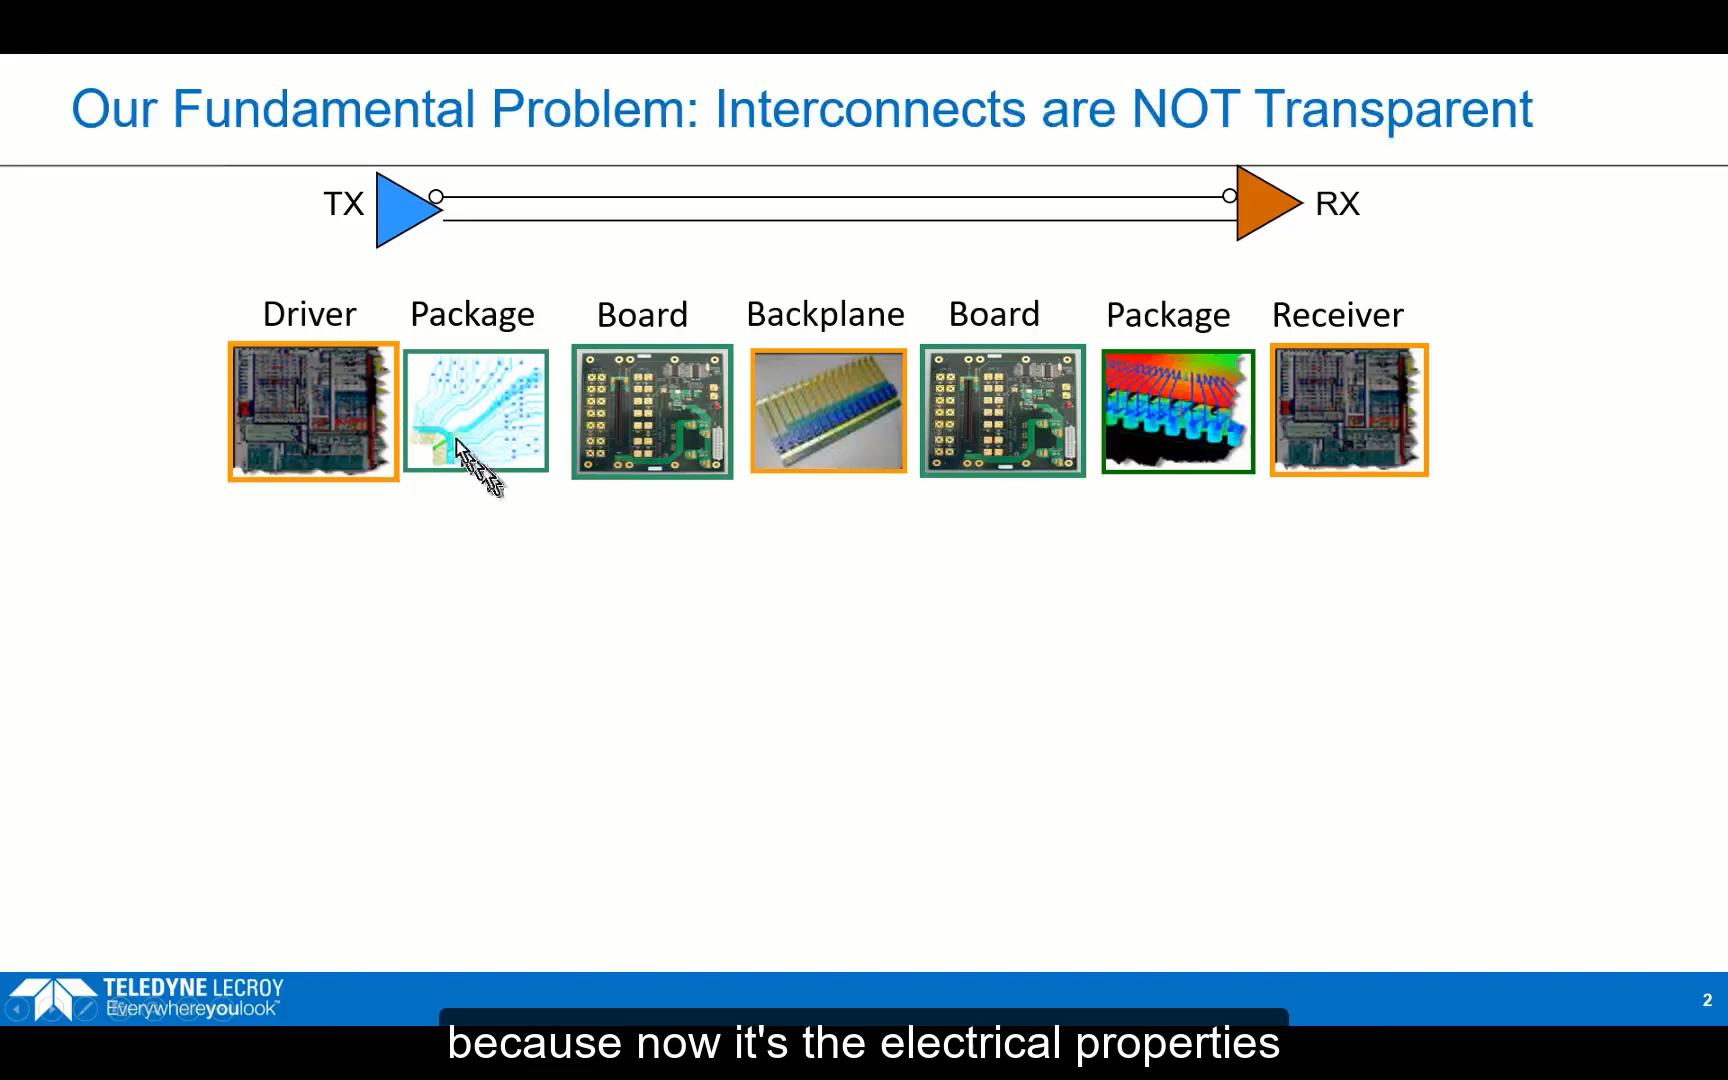 Our Fundamental Problem: Interconnects are NOT Transparent
TX
RX
Driver
Package
Board
Backplane
Board
Package
Receiver
TELEDYNE LECROY
Everywhereyoulook™
2
because now it's the electrical properties